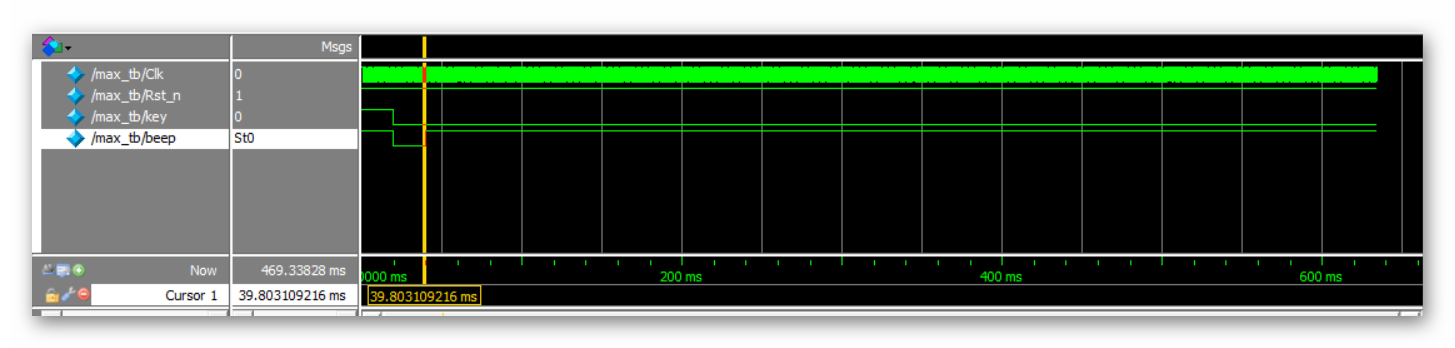 Msgs
/max_tb/Clk 0
/max_tb/Rst_n 1
/max_tb/key 0
/max_tb/beep St0
Now 469.33828 ms 0000 ms 200 ms 400 ms 600 ms
Cursor 1 39.803109216 ms 39.803109216 ms